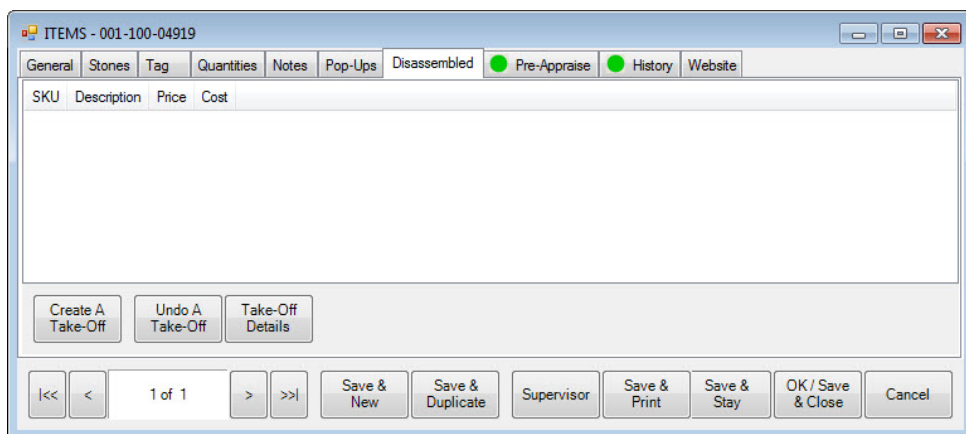 ITEMS - 001-100-04919
General Stones Tag Quantities Notes Pop-Ups Disassembled Pre-Appraise History Website
SKU Description Price Cost
Create A
Take-Off
Undo A
Take-Off
Take-Off
Details
|<<
<
1 of 1
>
>>|
Save &
New
Save &
Duplicate
Supervisor
Save &
Print
Save &
Stay
OK / Save
& Close
Cancel